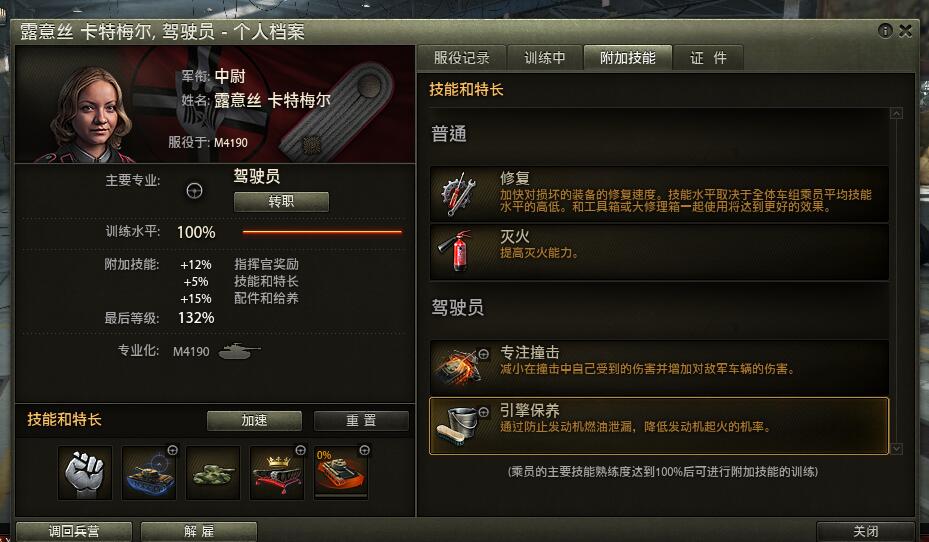 露意丝 卡特梅尔, 驾驶员 - 个人档案
军衔: 中尉
姓名: 露意丝 卡特梅尔
服役于: M4190
主要专业:
驾驶员
转职
训练水平: 100%
附加技能: +12% 指挥官奖励
+5% 技能和特长
+15% 配件和给养
最后等级: 132%
专业化: M4190
技能和特长
加速
重置
0%
调回兵营
解雇
服役记录
训练中
附加技能
证 件
技能和特长
普通
修复
加快对损坏的装备的修复速度。技能水平取决于全体车组乘员平均技能
水平的高低。和工具箱或大修理箱一起使用将达到更好的效果。
灭火
提高灭火能力。
驾驶员
专注撞击
减小在撞击中自己受到的伤害并增加对敌军车辆的伤害。
引擎保养
通过防止发动机燃油泄漏，降低发动机起火的机率。
(乘员的主要技能熟练度达到100%后可进行附加技能的训练)
关闭